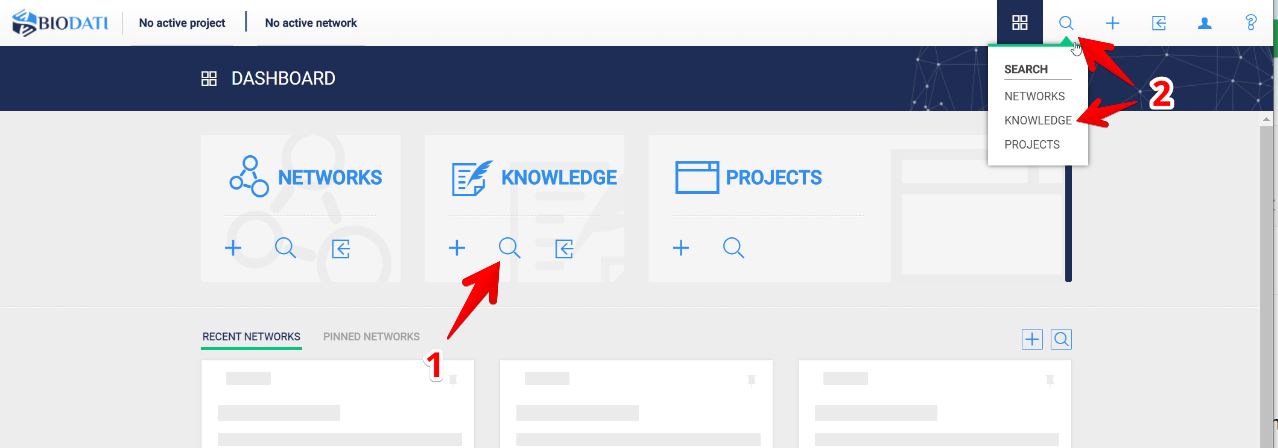 BIODATI
No active project
No active network
DASHBOARD
SEARCH
NETWORKS
KNOWLEDGE
PROJECTS
2
NETWORKS
KNOWLEDGE
PROJECTS
1
RECENT NETWORKS
PINNED NETWORKS